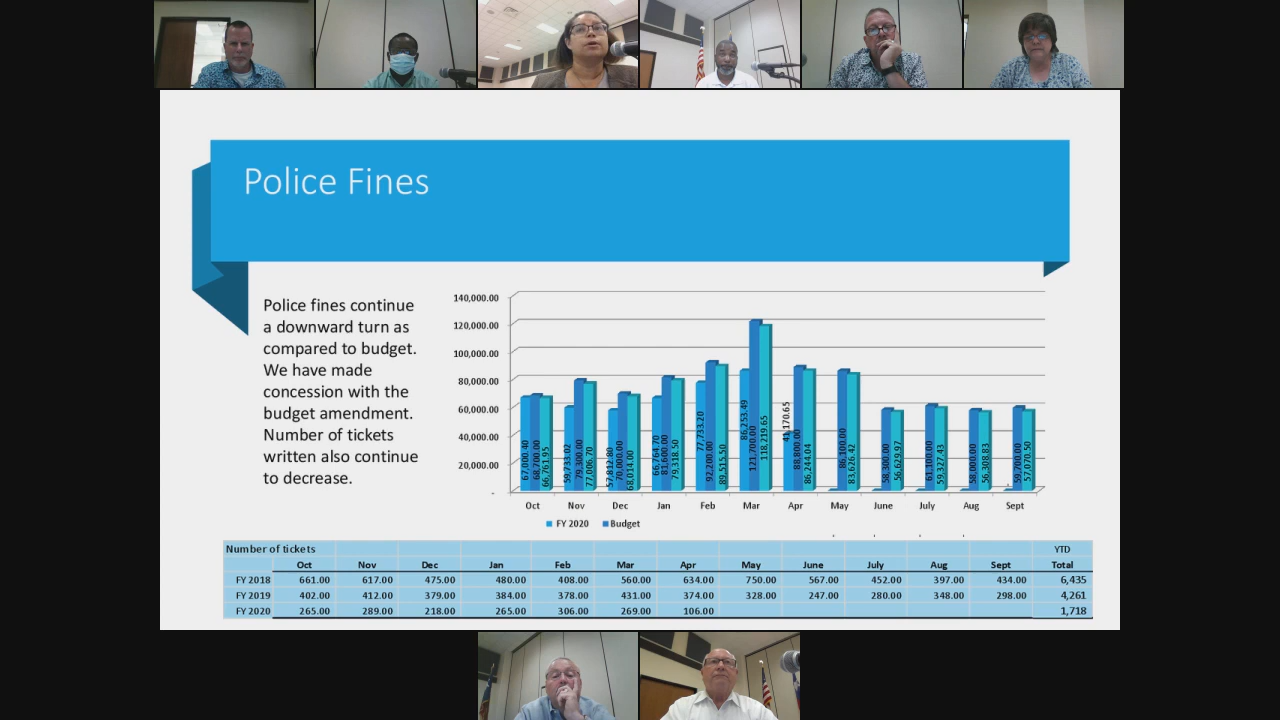 Police Fines
Police fines continue
a downward turn as
compared to budget.
We have made
concession with the
budget amendment.
Number of tickets
written also continue
to decrease.
140,000.00
120,000.00
100,000.00
80,000.00
60,000.00
40,000.00
20,000.00
-
67,000.40 68,700.00 66,761.95
59,733.02 79,300.00 77,006.70
57,812.80 70,000.00 68,014.00
66,764.70 81,600.00 79,318.50
77,733.20 92,200.00 89,515.50
86,253.49 121,700.00 118,219.65
41,170.65 88,800.00 86,244.04
86,100.00 83,626.42
58,300.00 56,629.97
61,100.00 59,327.43
58,000.00 56,308.83
59,700.00 57,070.50
Oct Nov Dec Jan Feb Mar Apr May June July Aug Sept
FY 2020 Budget
Number of tickets YTD
Oct Nov Dec Jan Feb Mar Apr May June July Aug Sept Total
FY 2018 661.00 617.00 475.00 480.00 408.00 560.00 634.00 750.00 567.00 452.00 397.00 434.00 6,435
FY 2019 402.00 412.00 379.00 384.00 378.00 431.00 374.00 328.00 247.00 280.00 348.00 298.00 4,261
FY 2020 265.00 289.00 218.00 265.00 306.00 269.00 106.00 1,718